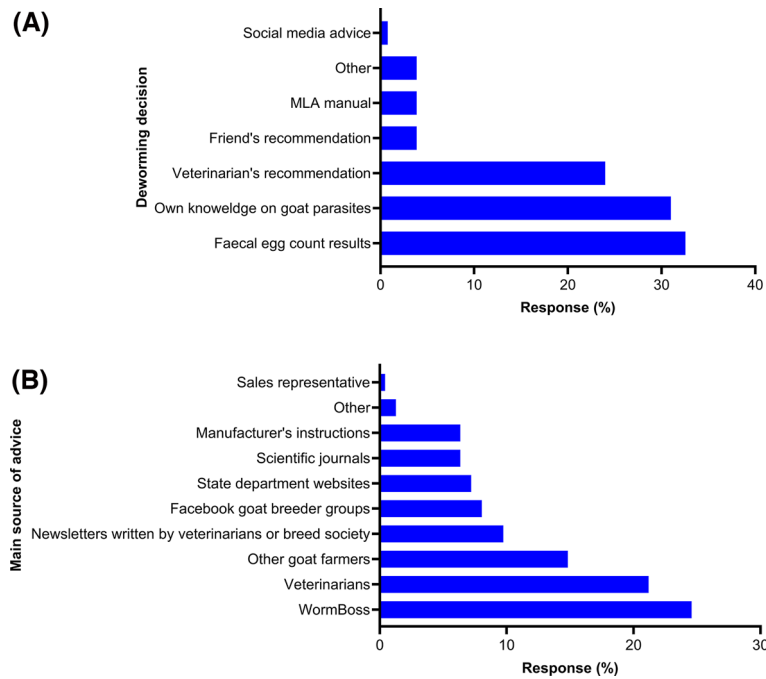 (A)
Deworming decision
Social media advice
Other
MLA manual
Friend's recommendation
Veterinarian's recommendation
Own knoweldge on goat parasites
Faecal egg count results
0 10 20 30 40
Response (%)
(B)
Main source of advice
Sales representative
Other
Manufacturer's instructions
Scientific journals
State department websites
Facebook goat breeder groups
Newsletters written by veterinarians or breed society
Other goat farmers
Veterinarians
WormBoss
0 10 20 30
Response (%)